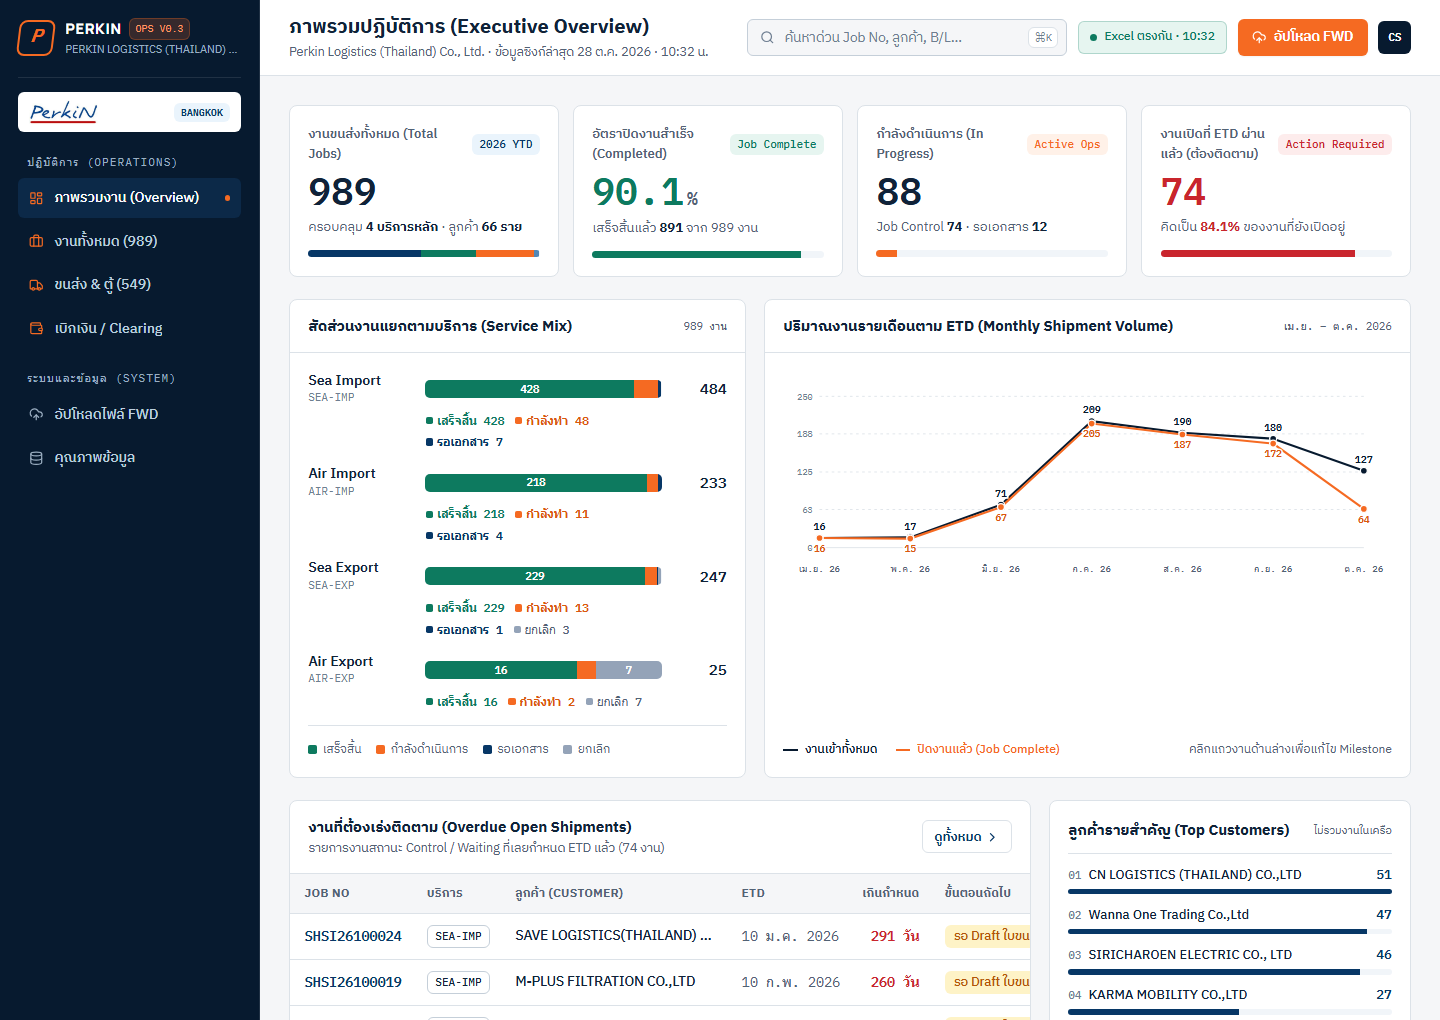 P PERKIN OPS V0.3
PERKIN LOGISTICS (THAILAND) ...
PerkiN BANGKOK
ปฏิบัติการ (OPERATIONS)
ภาพรวมงาน (Overview)
งานทั้งหมด (989)
ขนส่ง & ตู้ (549)
เบิกเงิน / Clearing
ระบบและข้อมูล (SYSTEM)
อัปโหลดไฟล์ FWD
คุณภาพข้อมูล
ภาพรวมปฏิบัติการ (Executive Overview)
Perkin Logistics (Thailand) Co., Ltd. · ข้อมูลซิงก์ล่าสุด 28 ต.ค. 2026 · 10:32 น.
ค้นหาด่วน Job No, ลูกค้า, B/L... ⌘K
Excel ตรงกัน · 10:32
อัปโหลด FWD
CS
งานขนส่งทั้งหมด (Total Jobs)
2026 YTD
989
ครอบคลุม 4 บริการหลัก · ลูกค้า 66 ราย
อัตราปิดงานสำเร็จ (Completed)
Job Complete
90.1%
เสร็จสิ้นแล้ว 891 จาก 989 งาน
กำลังดำเนินการ (In Progress)
Active Ops
88
Job Control 74 · รอเอกสาร 12
งานเปิดที่ ETD ผ่านแล้ว (ต้องติดตาม)
Action Required
74
คิดเป็น 84.1% ของงานที่ยังเปิดอยู่
สัดส่วนงานแยกตามบริการ (Service Mix) 989 งาน
Sea Import 428 484
SEA-IMP
เสร็จสิ้น 428 กำลังทำ 48
รอเอกสาร 7
Air Import 218 233
AIR-IMP
เสร็จสิ้น 218 กำลังทำ 11
รอเอกสาร 4
Sea Export 229 247
SEA-EXP
เสร็จสิ้น 229 กำลังทำ 13
รอเอกสาร 1 ยกเลิก 3
Air Export 16 7 25
AIR-EXP
เสร็จสิ้น 16 กำลังทำ 2 ยกเลิก 7
เสร็จสิ้น กำลังดำเนินการ รอเอกสาร ยกเลิก
ปริมาณงานรายเดือนตาม ETD (Monthly Shipment Volume) เม.ย. – ต.ค. 2026
250
188
125
63
0
16 17 71 209 190 180 127
16 15 67 205 187 172 64
เม.ย. 26 พ.ค. 26 มิ.ย. 26 ก.ค. 26 ส.ค. 26 ก.ย. 26 ต.ค. 26
งานเข้าทั้งหมด ปิดงานแล้ว (Job Complete) คลิกแถวงานด้านล่างเพื่อแก้ไข Milestone
งานที่ต้องเร่งติดตาม (Overdue Open Shipments)
รายการงานสถานะ Control / Waiting ที่เลยกำหนด ETD แล้ว (74 งาน)
ดูทั้งหมด
JOB NO บริการ ลูกค้า (CUSTOMER) ETD เกินกำหนด ขั้นตอนถัดไป
SHSI26100024 SEA-IMP SAVE LOGISTICS(THAILAND) ... 10 ม.ค. 2026 291 วัน รอ Draft ใบขน
SHSI26100019 SEA-IMP M-PLUS FILTRATION CO.,LTD 10 ก.พ. 2026 260 วัน รอ Draft ใบขน
ลูกค้ารายสำคัญ (Top Customers) ไม่รวมงานในเครือ
01 CN LOGISTICS (THAILAND) CO.,LTD 51
02 Wanna One Trading Co.,Ltd 47
03 SIRICHAROEN ELECTRIC CO., LTD 46
04 KARMA MOBILITY CO.,LTD 27